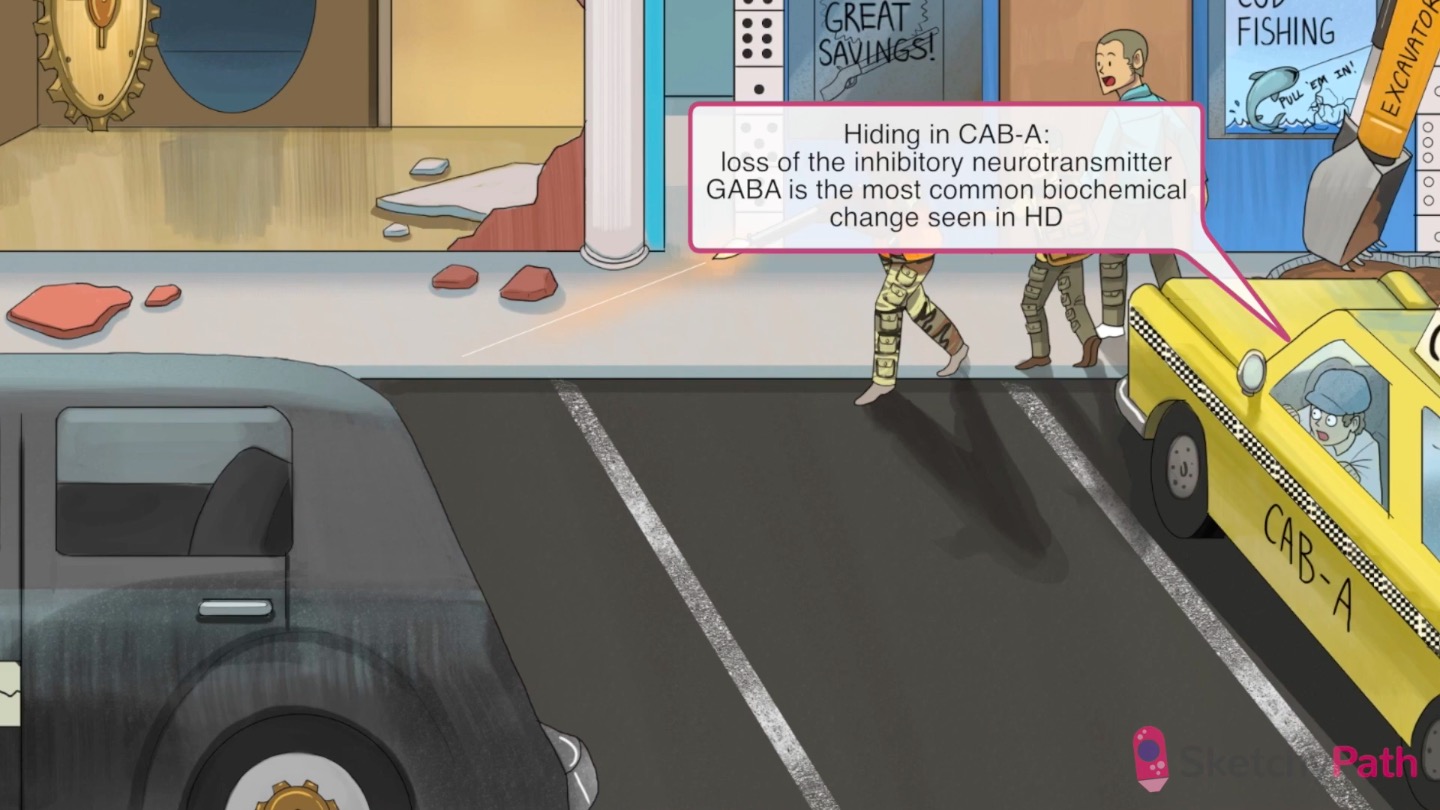 GREAT
SAVINGS!
FISHING
PULL 'EM IN!
EXCAVATOR
Hiding in CAB-A:
loss of the inhibitory neurotransmitter
GABA is the most common biochemical
change seen in HD
CAB-A
SketchyPath